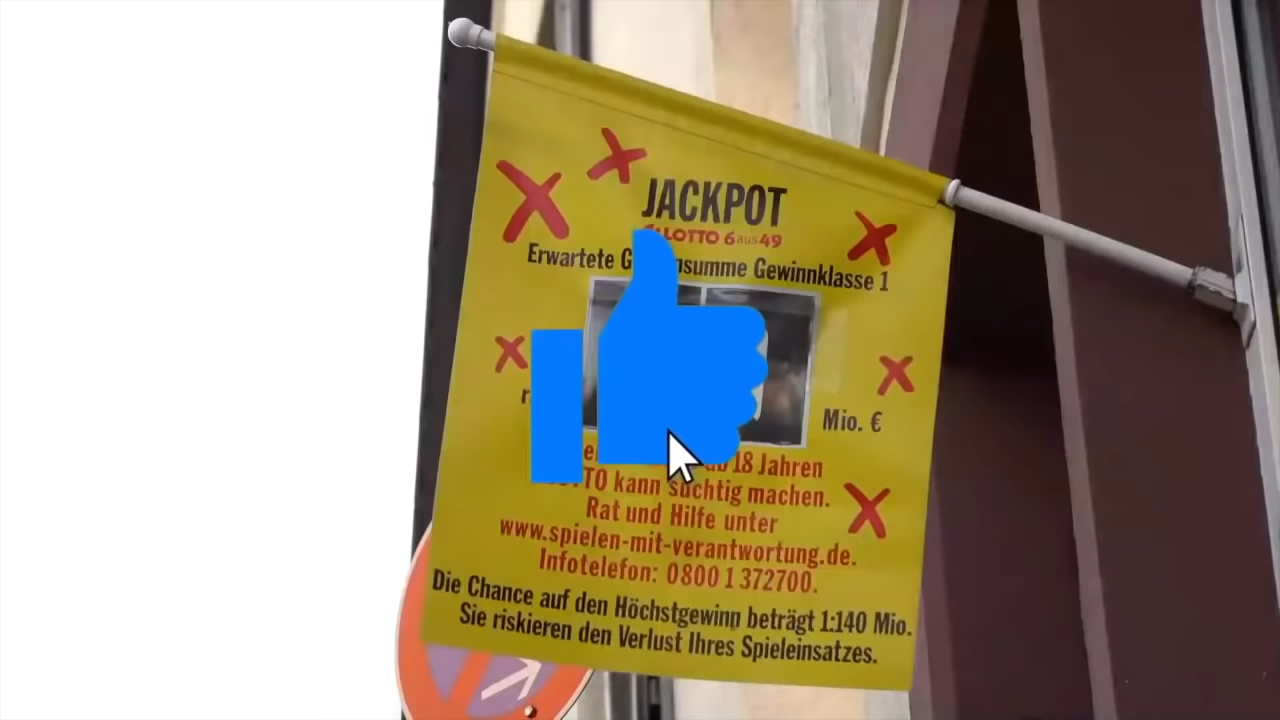 JACKPOT
LOTTO 6aus49
Erwartete summe Gewinnklasse 1
Mio. €
ab 18 Jahren
kann süchtig machen.
Rat und Hilfe unter
www.spielen-mit-verantwortung.de.
Infotelefon: 0800 1 372700.
Die Chance auf den Höchstgewinn beträgt 1:140 Mio.
Sie riskieren den Verlust Ihres Spieleinsatzes.